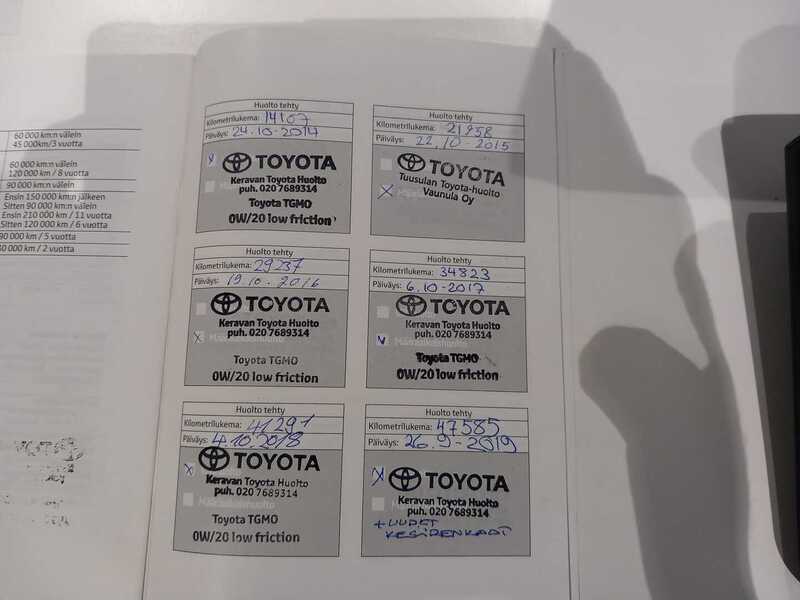 60 000 km:n välein
45 000km/3 vuotta
60 000 km:n välein
120 000 km / 8 vuotta
90 000 km:n välein
Ensin 150 000 km:n jälkeen
Sitten 90 000 km:n välein
Ensin 210 000 km / 11 vuotta
Sitten 120 000 km / 6 vuotta
90 000 km / 5 vuotta
30 000 km / 2 vuotta
Huolto tehty
Kilometrilukema: 14167
Päiväys: 24.10-2014
TOYOTA
Keravan Toyota Huolto
puh. 020 7689314
Toyota TGMO
0W/20 low friction
Huolto tehty
Kilometrilukema: 21958
Päiväys: 22.10-2015
TOYOTA
Tuusulan Toyota-huolto
Vaunula Oy
Huolto tehty
Kilometrilukema: 29237
Päiväys: 19.10.2016
TOYOTA
Keravan Toyota Huolto
puh. 020 7689314
Määräaikaishuolto
Toyota TGMO
0W/20 low friction
Huolto tehty
Kilometrilukema: 34823
Päiväys: 6.10-2017
TOYOTA
Keravan Toyota Huolto
puh. 020 7689314
Määräaikaishuolto
Toyota TGMO
0W/20 low friction
Huolto tehty
Kilometrilukema: 41291
Päiväys: 4.10.2018
TOYOTA
Keravan Toyota Huolto
puh. 020 7689314
Määräaikaishuolto
Toyota TGMO
0W/20 low friction
Huolto tehty
Kilometrilukema: 47585
Päiväys: 26.9-2019
TOYOTA
Keravan Toyota Huolto
puh. 020 7689314
+ UUDET
KESÄRENKAAT